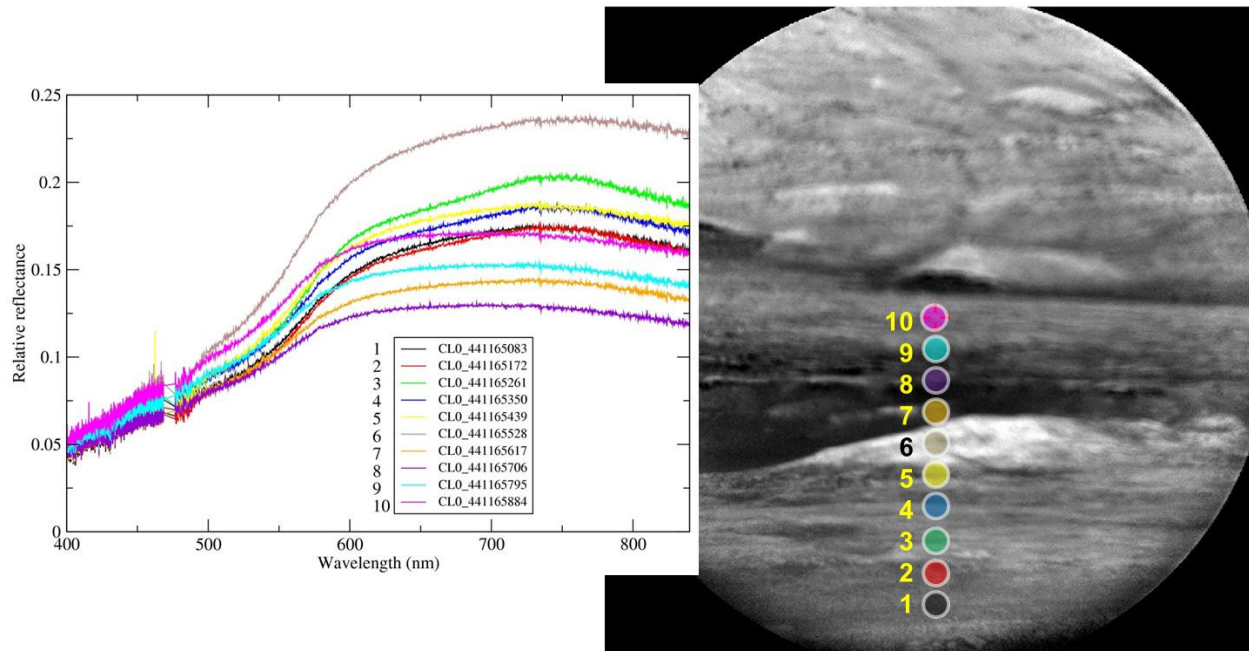 0.25
0.2
0.15
0.1
0.05
0
Relative reflectance
400
500
600
700
800
Wavelength (nm)
1 CL0_441165083
2 CL0_441165172
3 CL0_441165261
4 CL0_441165350
5 CL0_441165439
6 CL0_441165528
7 CL0_441165617
8 CL0_441165706
9 CL0_441165795
10 CL0_441165884
10
9
8
7
6
5
4
3
2
1